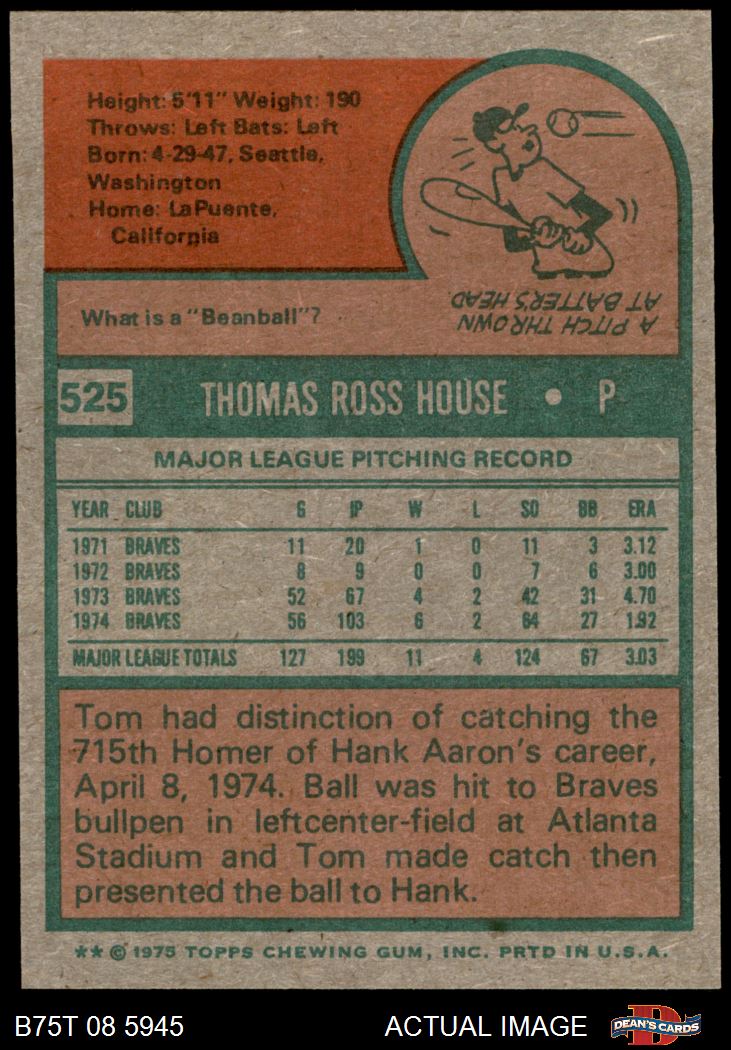 Height: 5'11" Weight: 190
Throws: Left Bats: Left
Born: 4-29-47, Seattle,
Washington
Home: LaPuente,
California
What is a "Beanball"?
A PITCH THROWN
AT BATTER'S HEAD
525 THOMAS ROSS HOUSE • P
MAJOR LEAGUE PITCHING RECORD
YEAR CLUB G IP W L SO BB ERA
1971 BRAVES 11 20 1 0 11 3 3.12
1972 BRAVES 8 9 0 0 7 6 3.00
1973 BRAVES 52 67 4 2 42 31 4.70
1974 BRAVES 56 103 6 2 64 27 1.92
MAJOR LEAGUE TOTALS 127 199 11 4 124 67 3.03
Tom had distinction of catching the
715th Homer of Hank Aaron's career,
April 8, 1974. Ball was hit to Braves
bullpen in leftcenter-field at Atlanta
Stadium and Tom made catch then
presented the ball to Hank.
** © 1975 TOPPS CHEWING GUM, INC. PRTD IN U.S.A.
B75T 08 5945 ACTUAL IMAGE DEAN'S CARDS